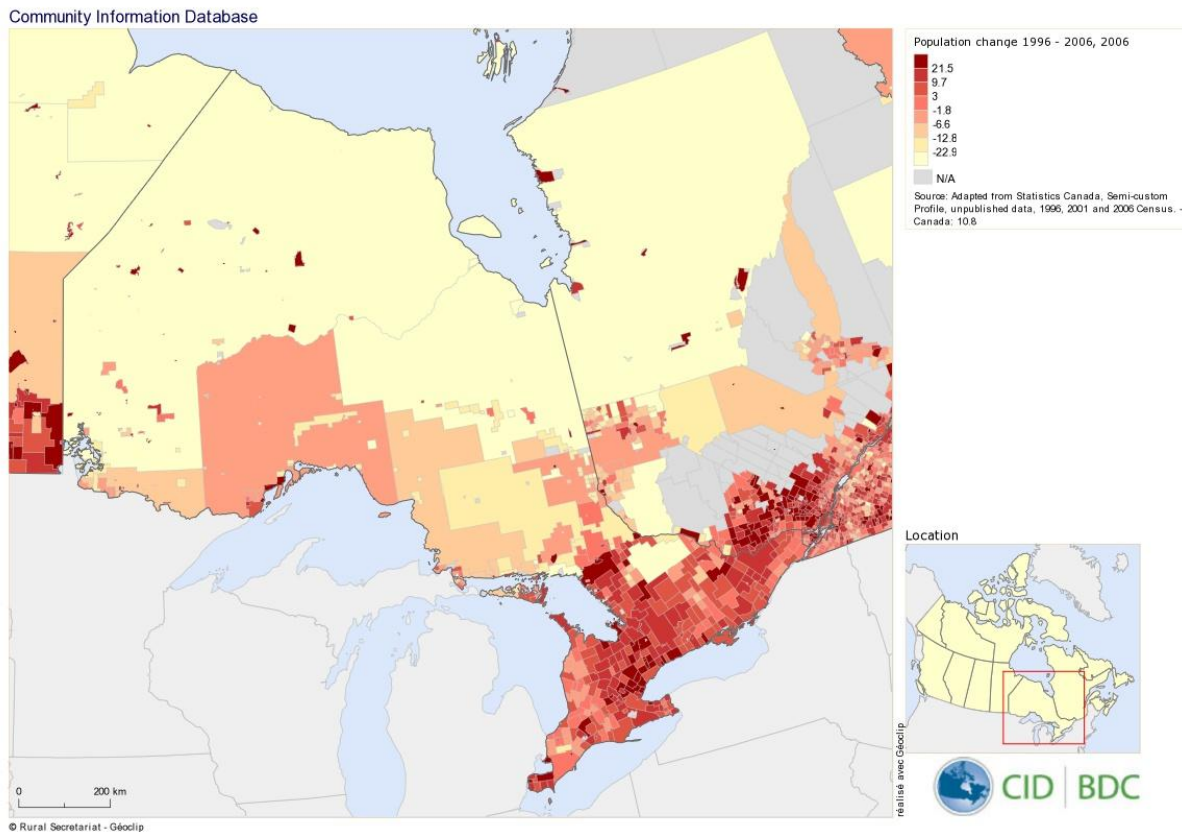 Community Information Database
Population change 1996 - 2006, 2006
21.5
9.7
3
-1.8
-6.6
-12.8
-22.9
N/A
Source: Adapted from Statistics Canada, Semi-custom
Profile, unpublished data, 1996, 2001 and 2006 Census. -
Canada: 10.8
Location
réalisé avec Géoclip
CID | BDC
0 200 km
© Rural Secretariat - Géoclip